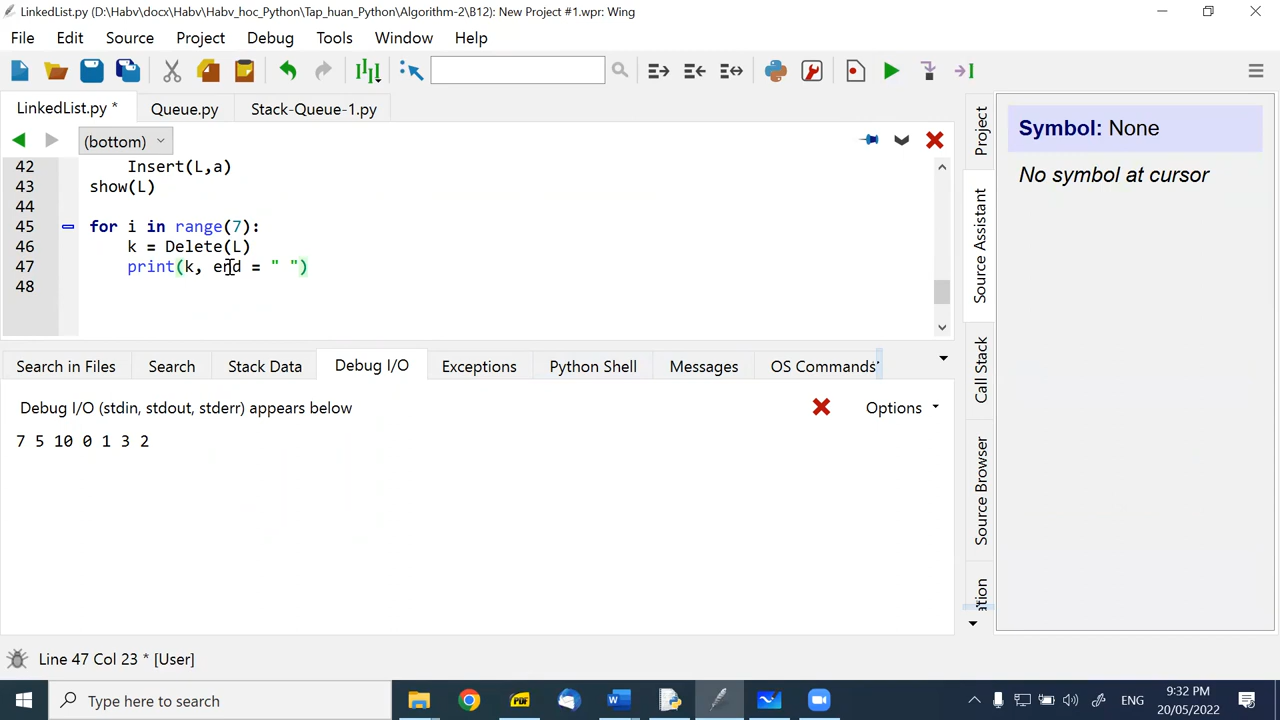 LinkedList.py (D:\Habv\docx\Habv\Habv_hoc_Python\Tap_huan_Python\Algorithm-2\B12): New Project #1.wpr: Wing
File Edit Source Project Debug Tools Window Help
LinkedList.py * Queue.py Stack-Queue-1.py
(bottom)
42 Insert(L,a)
43 show(L)
44
45 for i in range(7):
46 k = Delete(L)
47 print(k, end = " ")
48
Search in Files Search Stack Data Debug I/O Exceptions Python Shell Messages OS Commands
Debug I/O (stdin, stdout, stderr) appears below Options
7 5 10 0 1 3 2
Project
Source Assistant
Call Stack
Source Browser
Symbol: None
No symbol at cursor
Line 47 Col 23 * [User]
Type here to search
PDF
ENG
9:32 PM
20/05/2022